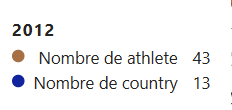 2012
Nombre de athlete 43
Nombre de country 13